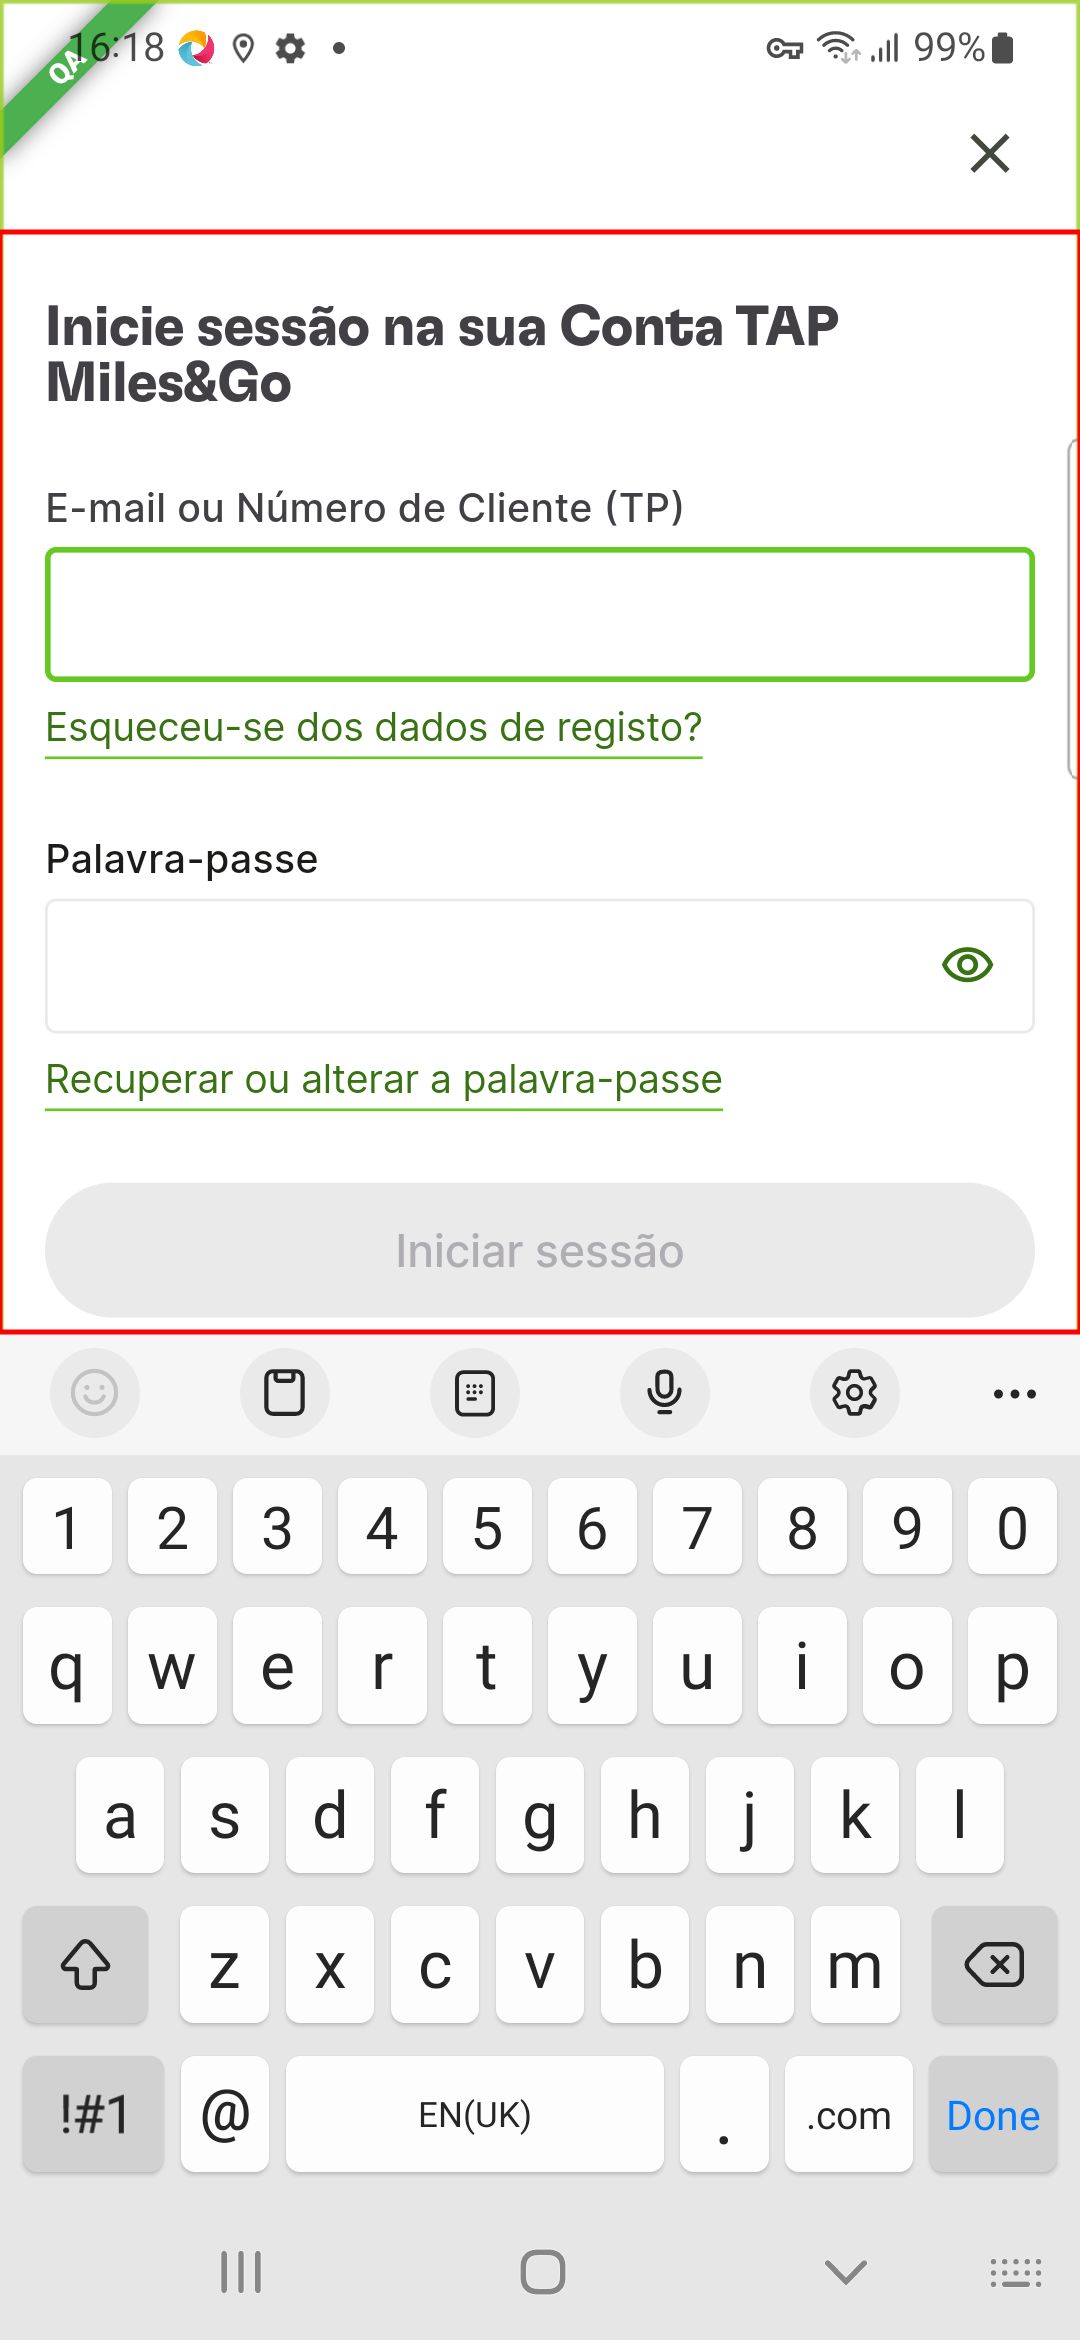 16:18
99%
QA
Inicie sessão na sua Conta TAP
Miles&Go
E-mail ou Número de Cliente (TP)
Esqueceu-se dos dados de registo?
Palavra-passe
Recuperar ou alterar a palavra-passe
Iniciar sessão
1 2 3 4 5 6 7 8 9 0
q w e r t y u i o p
a s d f g h j k l
z x c v b n m
!#1 @ EN(UK) . .com Done